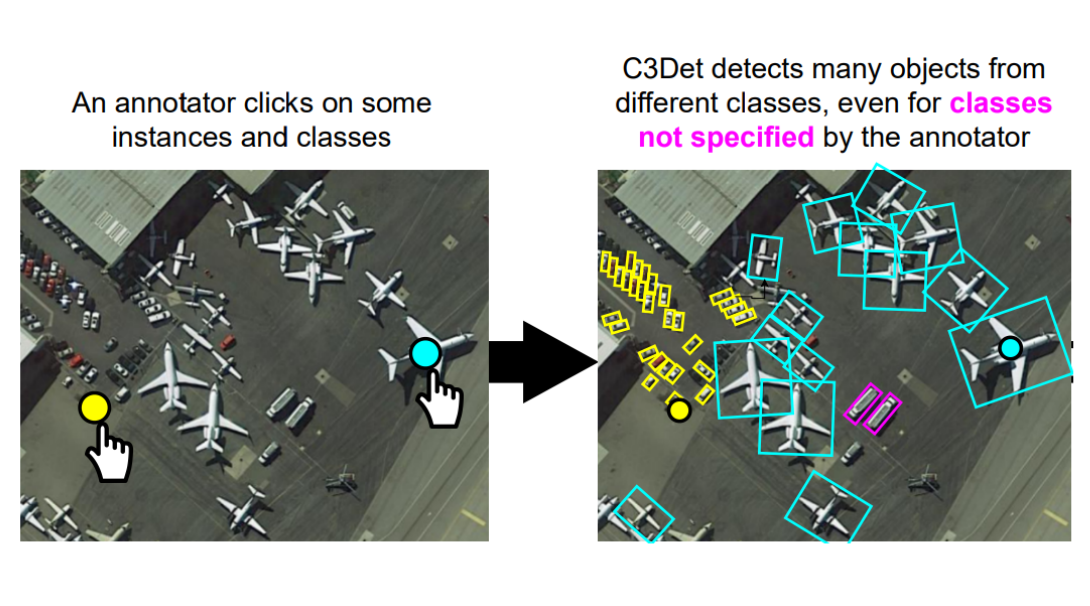 An annotator clicks on some
instances and classes
C3Det detects many objects from
different classes, even for classes
not specified by the annotator